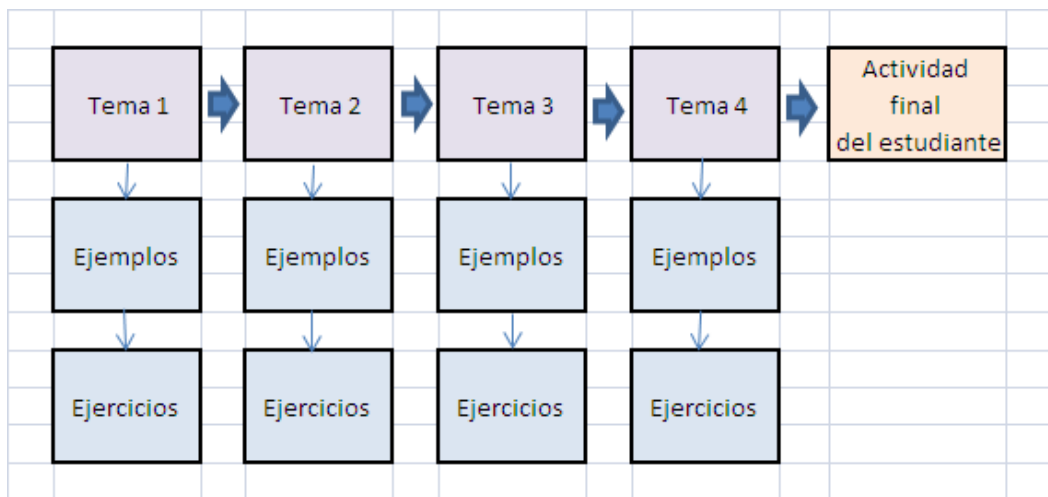 Tema 1
Tema 2
Tema 3
Tema 4
Actividad
final
del estudiante
Ejemplos
Ejemplos
Ejemplos
Ejemplos
Ejercicios
Ejercicios
Ejercicios
Ejercicios